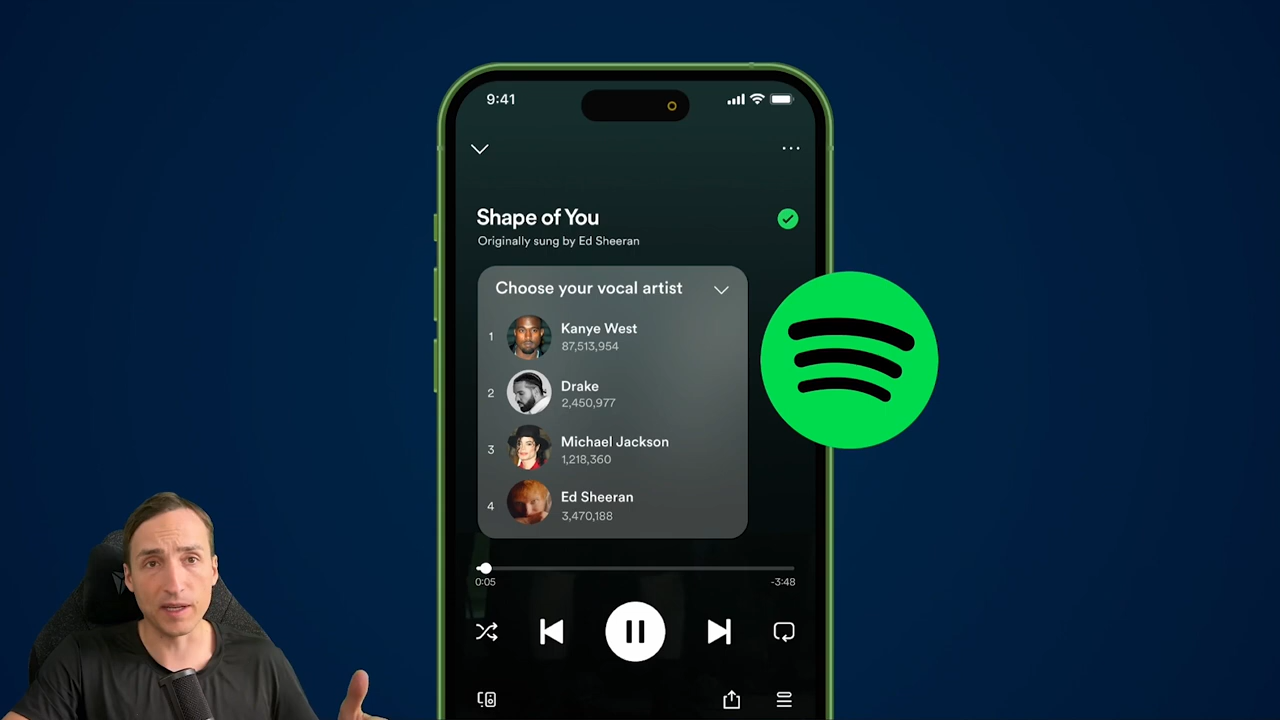 9:41
Shape of You
Originally sung by Ed Sheeran
Choose your vocal artist
1
Kanye West
87,513,954
2
Drake
2,450,977
3
Michael Jackson
1,218,360
4
Ed Sheeran
3,470,188
0:05
-3:48